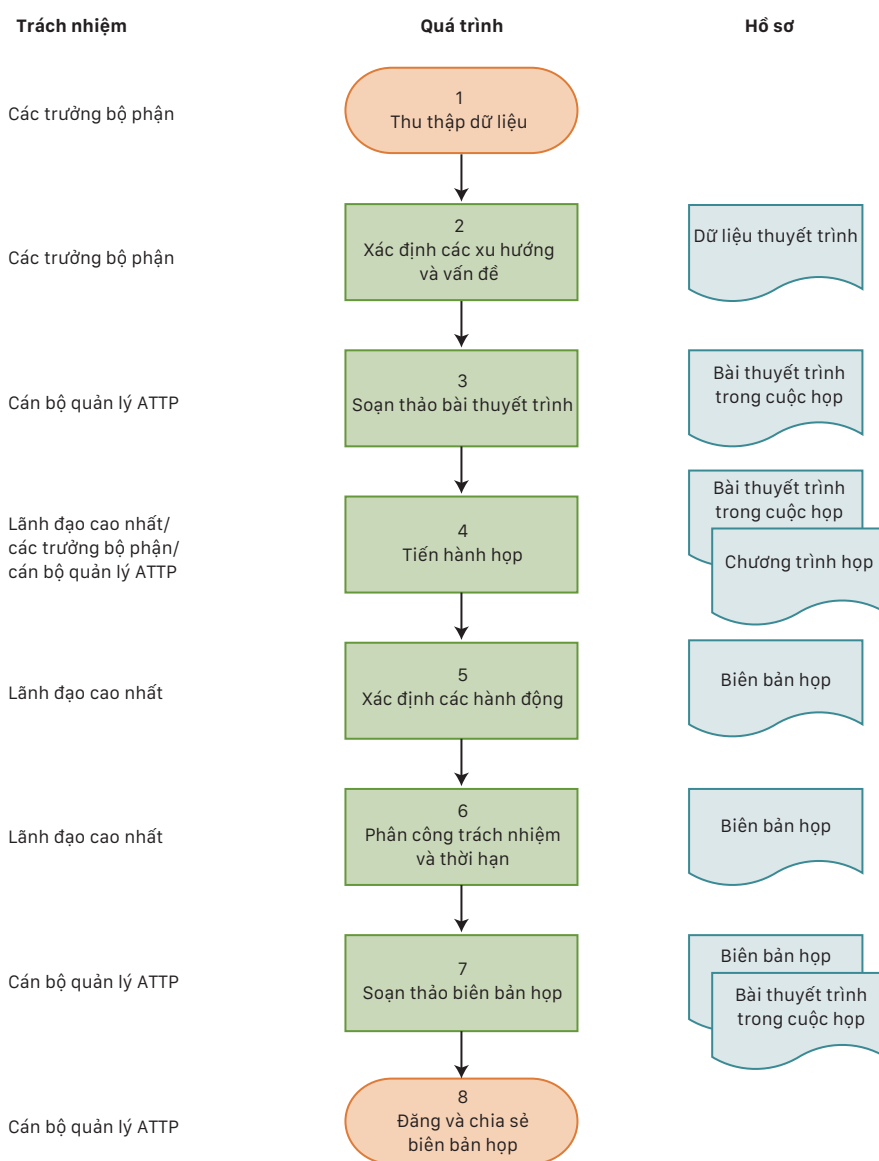 Trách nhiệm
Quá trình
Hồ sơ
Các trưởng bộ phận
1
Thu thập dữ liệu
Các trưởng bộ phận
2
Xác định các xu hướng
và vấn đề
Dữ liệu thuyết trình
Cán bộ quản lý ATTP
3
Soạn thảo bài thuyết trình
Bài thuyết trình
trong cuộc họp
Lãnh đạo cao nhất/
các trưởng bộ phận/
cán bộ quản lý ATTP
4
Tiến hành họp
Bài thuyết trình
trong cuộc họp
Chương trình họp
Lãnh đạo cao nhất
5
Xác định các hành động
Biên bản họp
Lãnh đạo cao nhất
6
Phân công trách nhiệm
và thời hạn
Biên bản họp
Cán bộ quản lý ATTP
7
Soạn thảo biên bản họp
Biên bản họp
Bài thuyết trình
trong cuộc họp
Cán bộ quản lý ATTP
8
Đăng và chia sẻ
biên bản họp